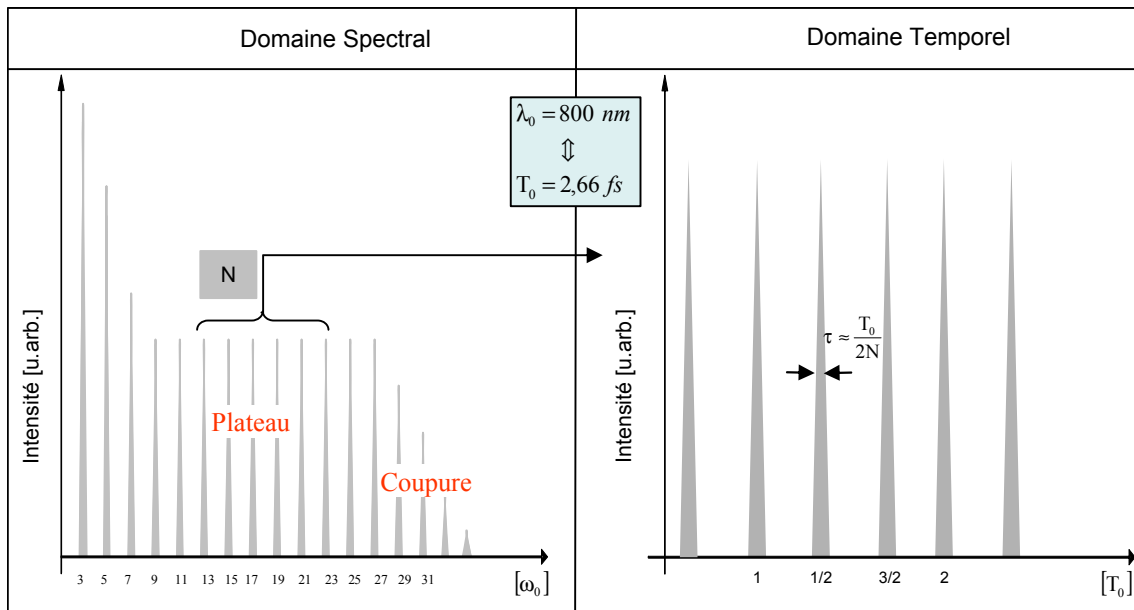 Domaine Spectral
Domaine Temporel
λ₀ = 800 nm
⇕
T₀ = 2,66 fs
N
Intensité [u.arb.]
Plateau
Coupure
3 5 7 9 11 13 15 17 19 21 23 25 27 29 31
[ω₀]
Intensité [u.arb.]
τ ≈ T₀/2N
1 1/2 3/2 2
[T₀]